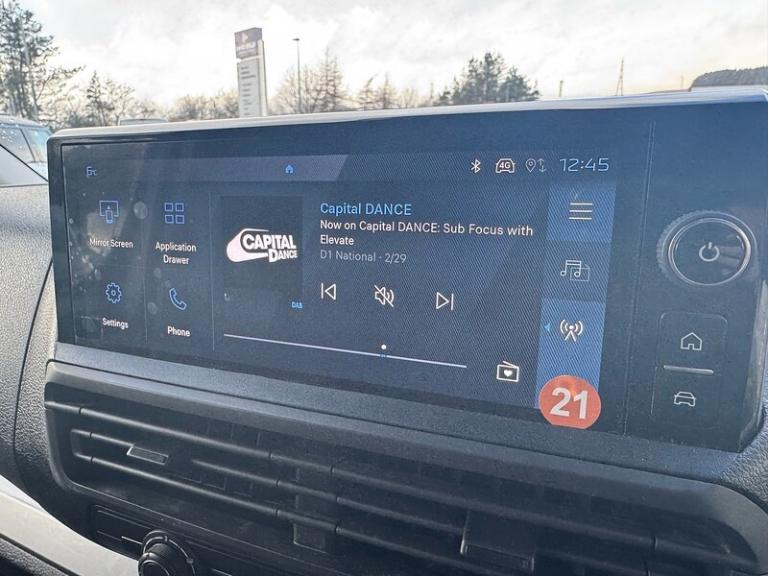 4G
12:45
Capital DANCE
Now on Capital DANCE: Sub Focus with
Elevate
D1 National - 2/29
Mirror Screen
Application
Drawer
CAPITAL
DANCE
DAB
Settings
Phone
21